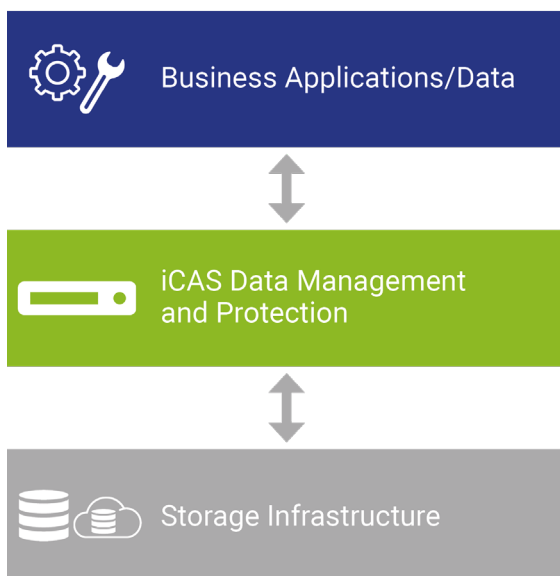 Business Applications/Data
iCAS Data Management
and Protection
Storage Infrastructure